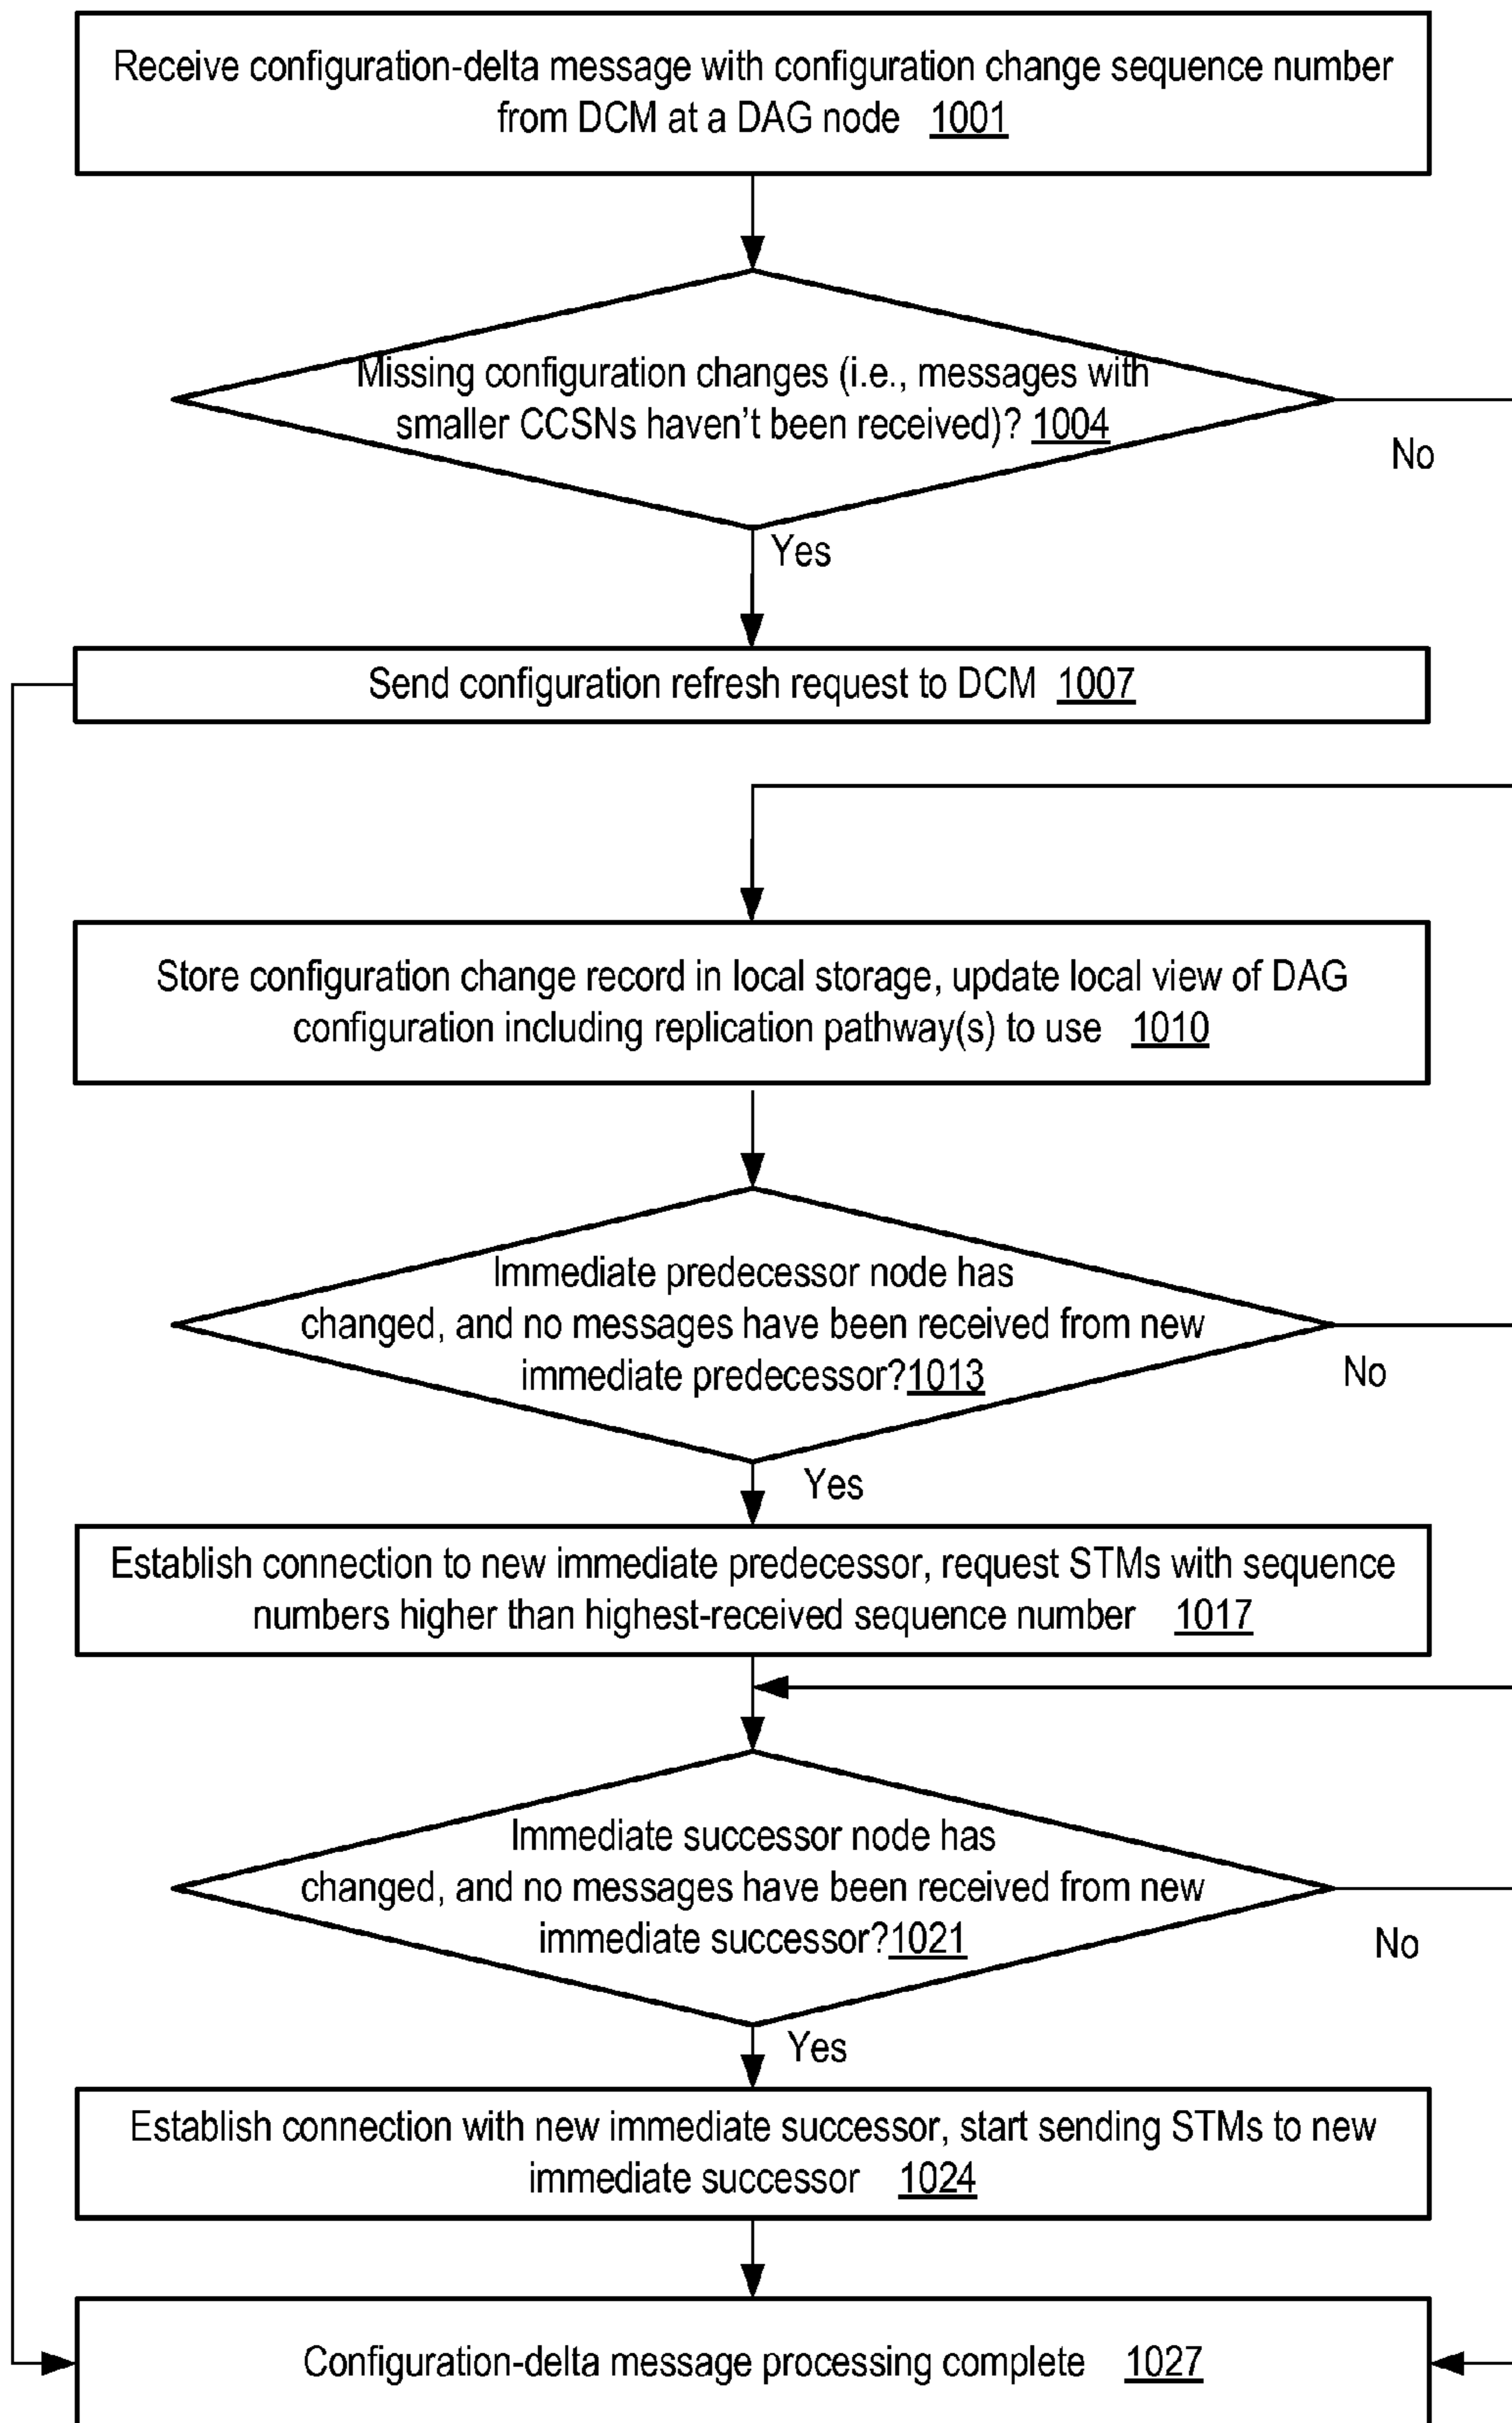 Receive configuration-delta message with configuration change sequence number
from DCM at a DAG node 1001
Missing configuration changes (i.e., messages with
smaller CCSNs haven't been received)? 1004
No
Yes
Send configuration refresh request to DCM 1007
Store configuration change record in local storage, update local view of DAG
configuration including replication pathway(s) to use 1010
Immediate predecessor node has
changed, and no messages have been received from new
immediate predecessor?1013
No
Yes
Establish connection to new immediate predecessor, request STMs with sequence
numbers higher than highest-received sequence number 1017
Immediate successor node has
changed, and no messages have been received from new
immediate successor?1021
No
Yes
Establish connection with new immediate successor, start sending STMs to new
immediate successor 1024
Configuration-delta message processing complete 1027